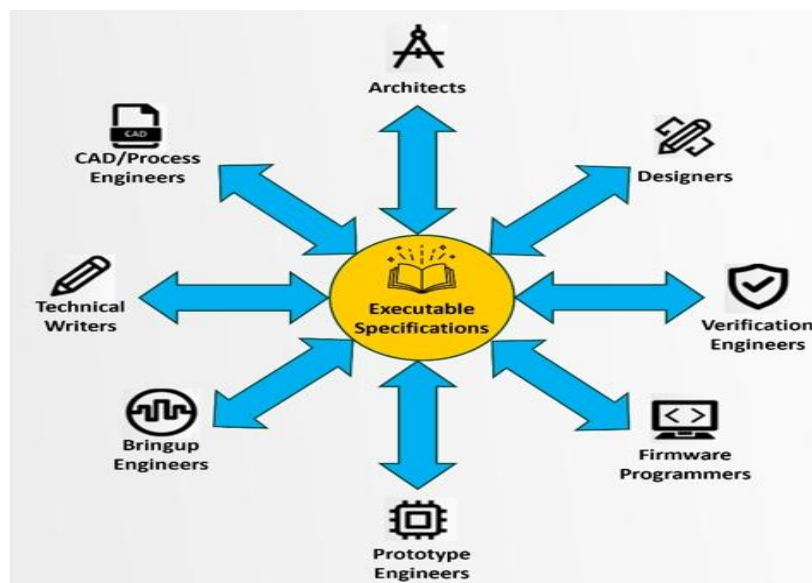 Architects
CAD
CAD/Process
Engineers
Designers
Executable
Specifications
Technical
Writers
Verification
Engineers
Bringup
Engineers
Firmware
Programmers
Prototype
Engineers